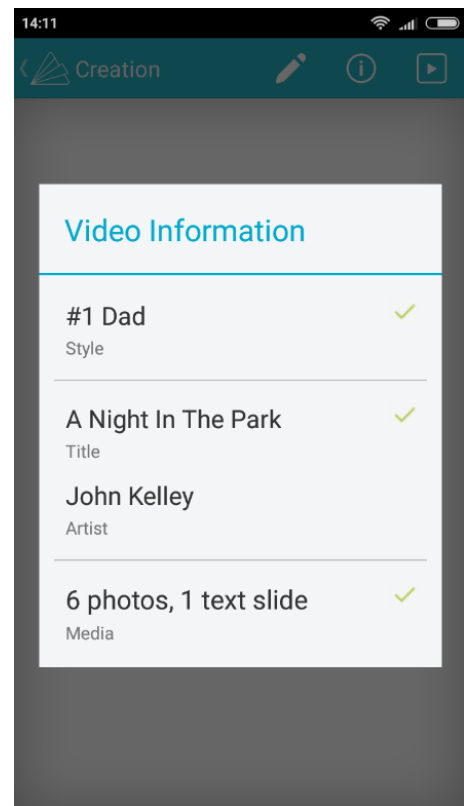 14:11
Creation
Video Information
#1 Dad
Style
A Night In The Park
Title
John Kelley
Artist
6 photos, 1 text slide
Media